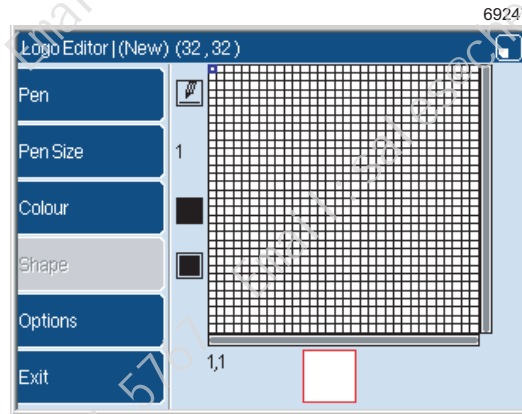 6924
Logo Editor | (New) (32,32)
Pen
Pen Size
1
Colour
Shape
Options
Exit
1,1